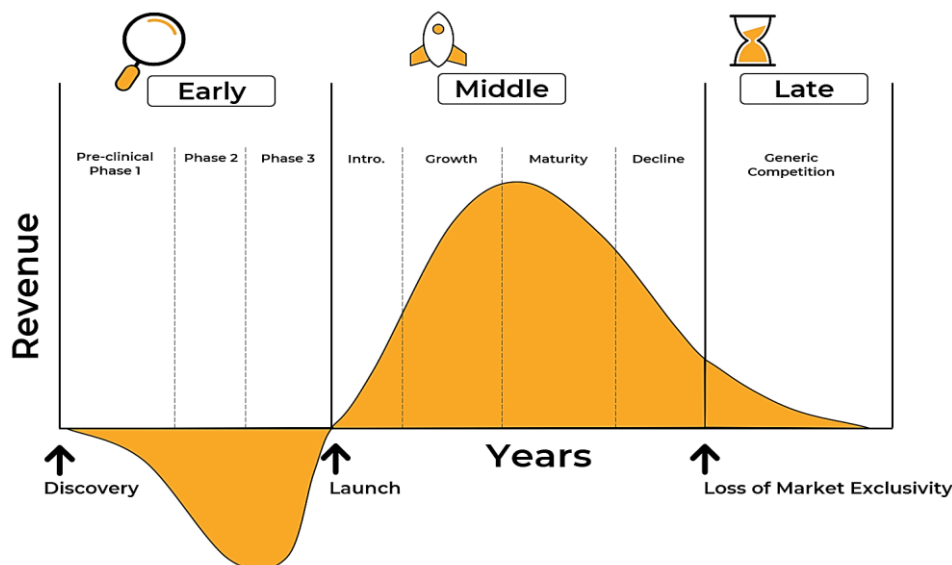 Early
Middle
Late
Pre-clinical
Phase 1
Phase 2
Phase 3
Intro.
Growth
Maturity
Decline
Generic
Competition
Revenue
Years
Discovery
Launch
Loss of Market Exclusivity